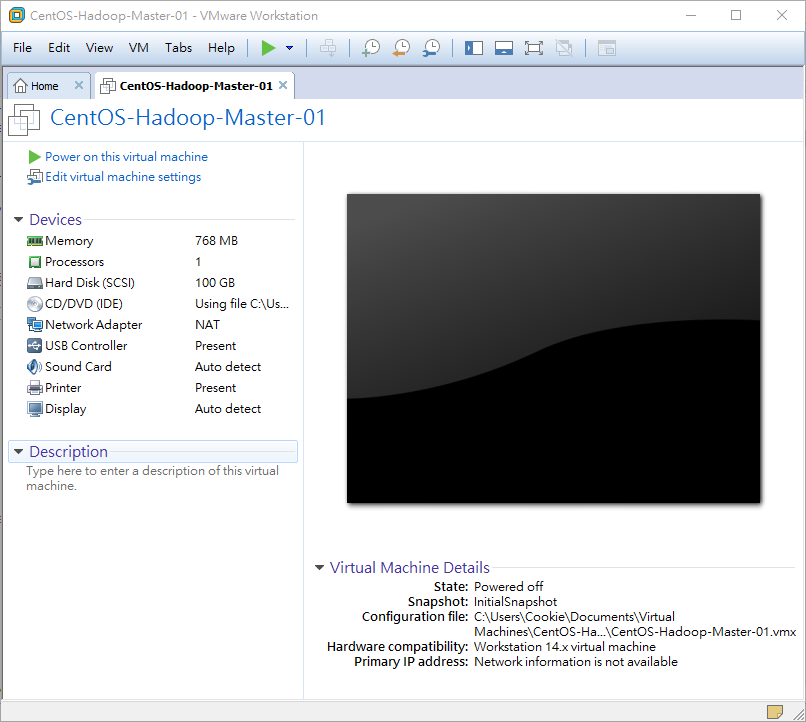 CentOS-Hadoop-Master-01 - VMware Workstation
File Edit View VM Tabs Help
Home CentOS-Hadoop-Master-01
CentOS-Hadoop-Master-01
Power on this virtual machine
Edit virtual machine settings
Devices
Memory 768 MB
Processors 1
Hard Disk (SCSI) 100 GB
CD/DVD (IDE) Using file C:\Us...
Network Adapter NAT
USB Controller Present
Sound Card Auto detect
Printer Present
Display Auto detect
Description
Type here to enter a description of this virtual
machine.
Virtual Machine Details
State: Powered off
Snapshot: InitialSnapshot
Configuration file: C:\Users\Cookie\Documents\Virtual
Machines\CentOS-Ha...\CentOS-Hadoop-Master-01.vmx
Hardware compatibility: Workstation 14.x virtual machine
Primary IP address: Network information is not available